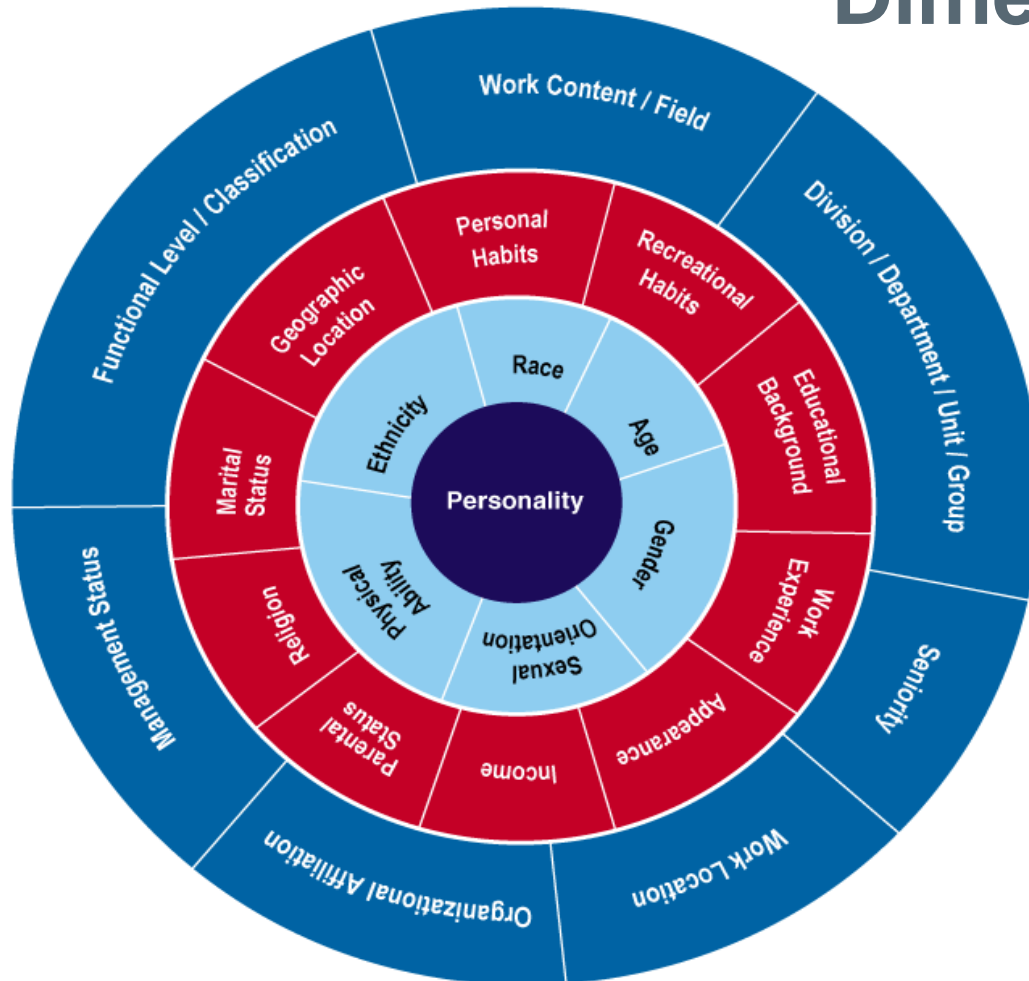 Dime
Work Content / Field
Division / Department / Unit / Group
Seniority
Work Location
Organizational Affiliation
Management Status
Functional Level / Classification
Personal
Habits
Recreational
Habits
Educational
Background
Work
Experience
Appearance
Income
Parental
Status
Religion
Marital
Status
Geographic
Location
Race
Age
Gender
Sexual
Orientation
Physical
Ability
Ethnicity
Personality